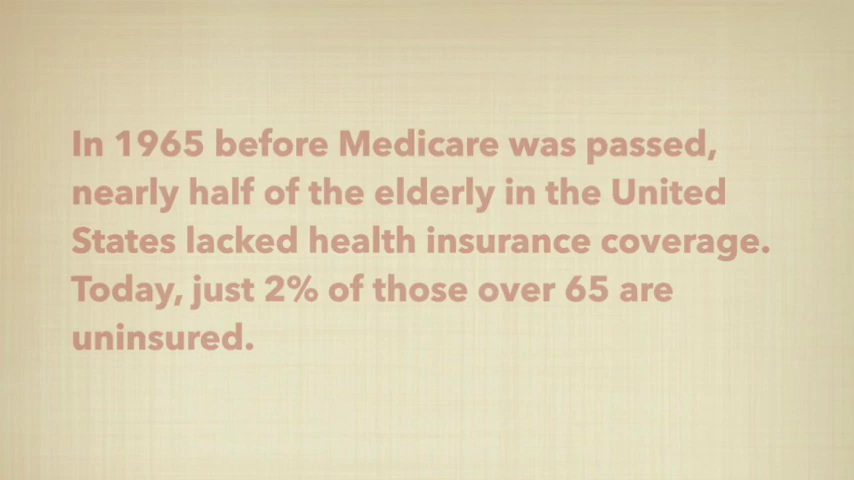 In 1965 before Medicare was passed,
nearly half of the elderly in the United
States lacked health insurance coverage.
Today, just 2% of those over 65 are
uninsured.